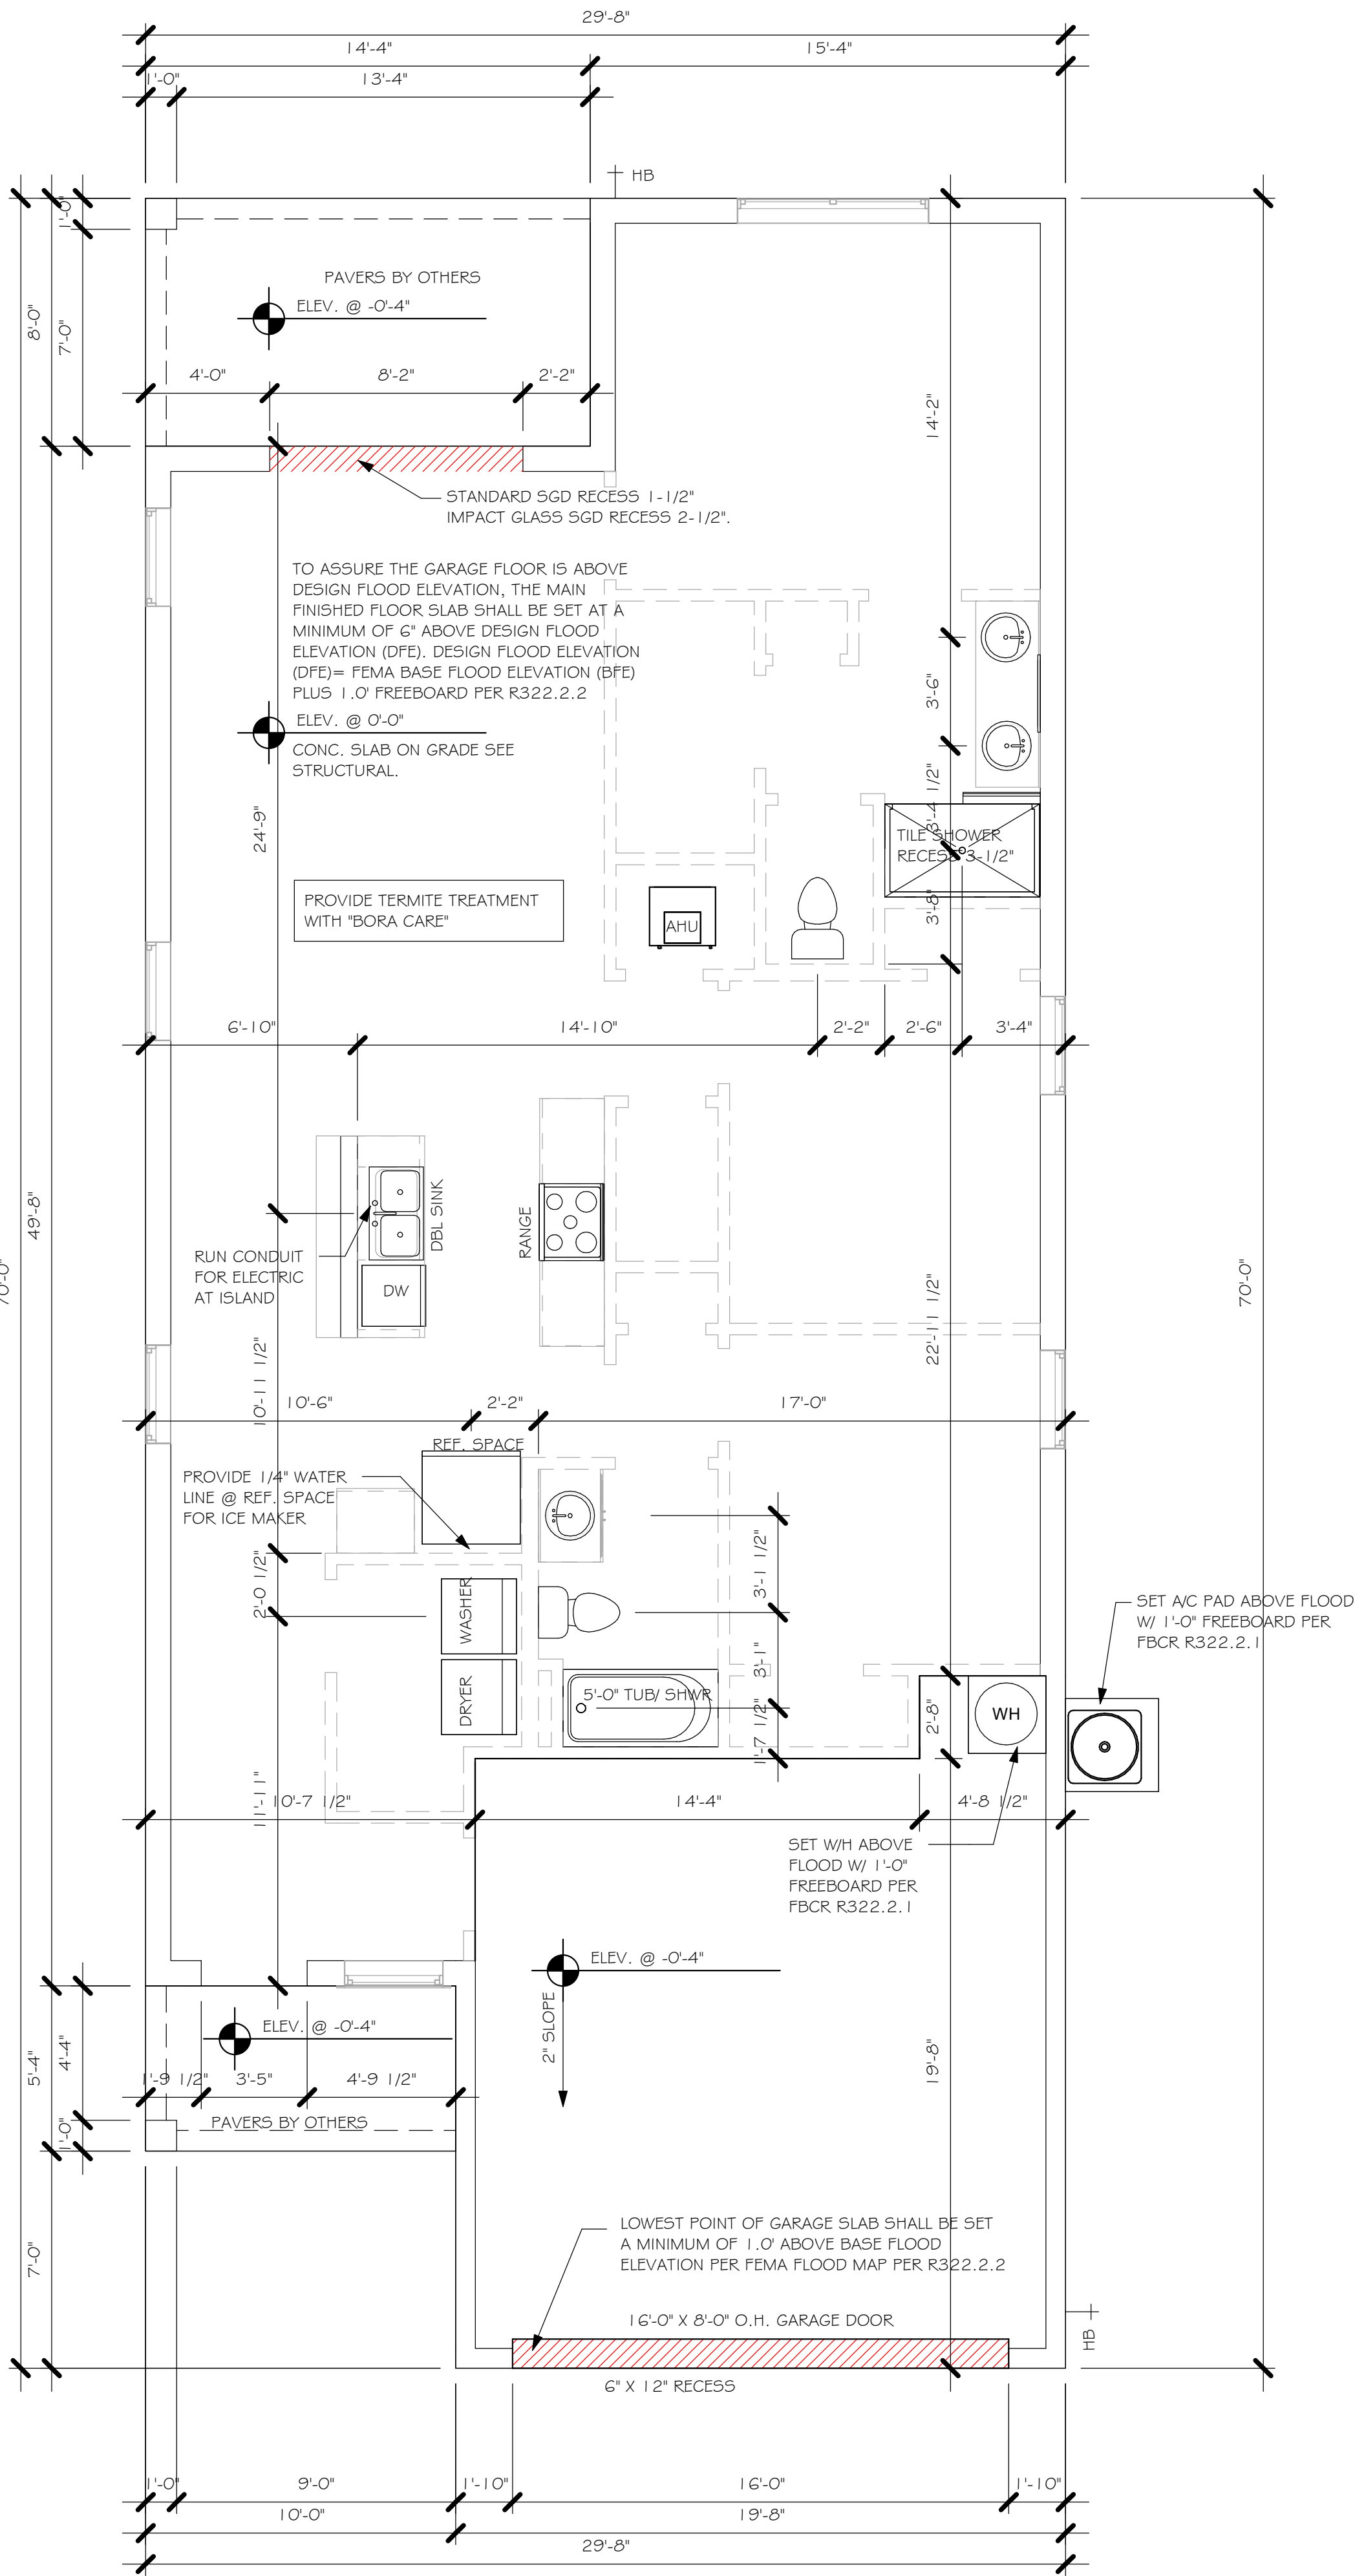 29'-8"
14'-4"
15'-4"
1'-0"
13'-4"
HB
1'-0"
8'-0"
7'-0"
PAVERS BY OTHERS
ELEV. @ -0'-4"
4'-0"
8'-2"
2'-2"
14'-2"
STANDARD SGD RECESS 1-1/2"
IMPACT GLASS SGD RECESS 2-1/2".
TO ASSURE THE GARAGE FLOOR IS ABOVE
DESIGN FLOOD ELEVATION, THE MAIN
FINISHED FLOOR SLAB SHALL BE SET AT A
MINIMUM OF 6" ABOVE DESIGN FLOOD
ELEVATION (DFE). DESIGN FLOOD ELEVATION
(DFE)= FEMA BASE FLOOD ELEVATION (BFE)
PLUS 1.0' FREEBOARD PER R322.2.2
ELEV. @ 0'-0"
CONC. SLAB ON GRADE SEE
STRUCTURAL.
3'-6"
3'-4 1/2"
24'-9"
TILE SHOWER
RECESS 3-1/2"
PROVIDE TERMITE TREATMENT
WITH "BORA CARE"
AHU
3'-8"
6'-10"
14'-10"
2'-2"
2'-6"
3'-4"
49'-8"
70'-0"
70'-0"
DBL SINK
RANGE
RUN CONDUIT
FOR ELECTRIC
AT ISLAND
DW
22'-11 1/2"
10'-11 1/2"
10'-6"
2'-2"
17'-0"
REF. SPACE
PROVIDE 1/4" WATER
LINE @ REF. SPACE
FOR ICE MAKER
2'-0 1/2"
WASHER
DRYER
3'-1 1/2"
3'-1"
1'-7 1/2"
5'-0" TUB/ SHWR
2'-8"
WH
SET A/C PAD ABOVE FLOOD
W/ 1'-0" FREEBOARD PER
FBCR R322.2.1
11'-11"
10'-7 1/2"
14'-4"
4'-8 1/2"
SET W/H ABOVE
FLOOD W/ 1'-0"
FREEBOARD PER
FBCR R322.2.1
ELEV. @ -0'-4"
2" SLOPE
ELEV. @ -0'-4"
5'-4"
4'-4"
1'-0"
1'-9 1/2"
3'-5"
4'-9 1/2"
PAVERS BY OTHERS
19'-8"
7'-0"
LOWEST POINT OF GARAGE SLAB SHALL BE SET
A MINIMUM OF 1.0' ABOVE BASE FLOOD
ELEVATION PER FEMA FLOOD MAP PER R322.2.2
16'-0" X 8'-0" O.H. GARAGE DOOR
HB
6" X 12" RECESS
1'-0"
9'-0"
1'-10"
16'-0"
1'-10"
10'-0"
19'-8"
29'-8"